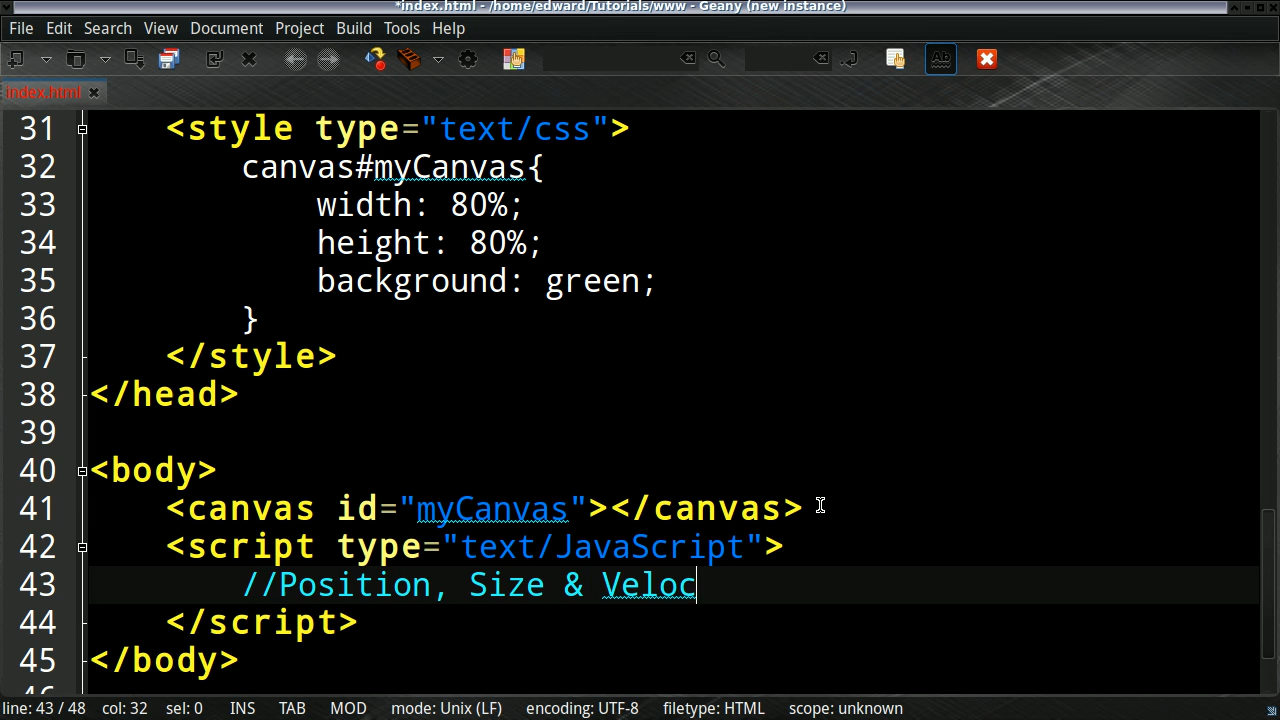 *index.html - /home/edward/Tutorials/www - Geany (new instance)
File Edit Search View Document Project Build Tools Help
index.html
31 <style type="text/css">
32 canvas#myCanvas{
33 width: 80%;
34 height: 80%;
35 background: green;
36 }
37 </style>
38 </head>
39
40 <body>
41 <canvas id="myCanvas"></canvas>
42 <script type="text/JavaScript">
43 //Position, Size & Veloc
44 </script>
45 </body>
46
line: 43 / 48 col: 32 sel: 0 INS TAB MOD mode: Unix (LF) encoding: UTF-8 filetype: HTML scope: unknown